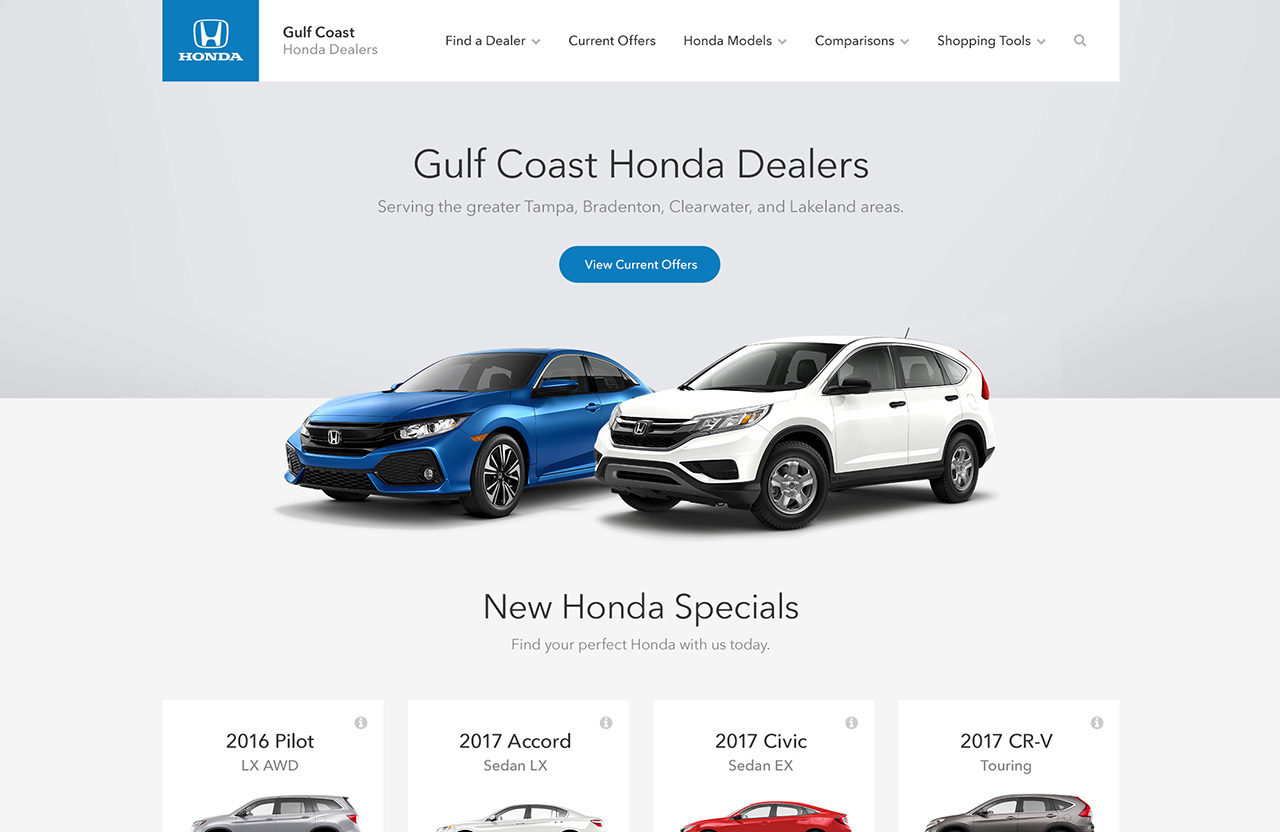 HONDA
Gulf Coast
Honda Dealers
Find a Dealer
Current Offers
Honda Models
Comparisons
Shopping Tools
Gulf Coast Honda Dealers
Serving the greater Tampa, Bradenton, Clearwater, and Lakeland areas.
View Current Offers
New Honda Specials
Find your perfect Honda with us today.
2016 Pilot
LX AWD
2017 Accord
Sedan LX
2017 Civic
Sedan EX
2017 CR-V
Touring